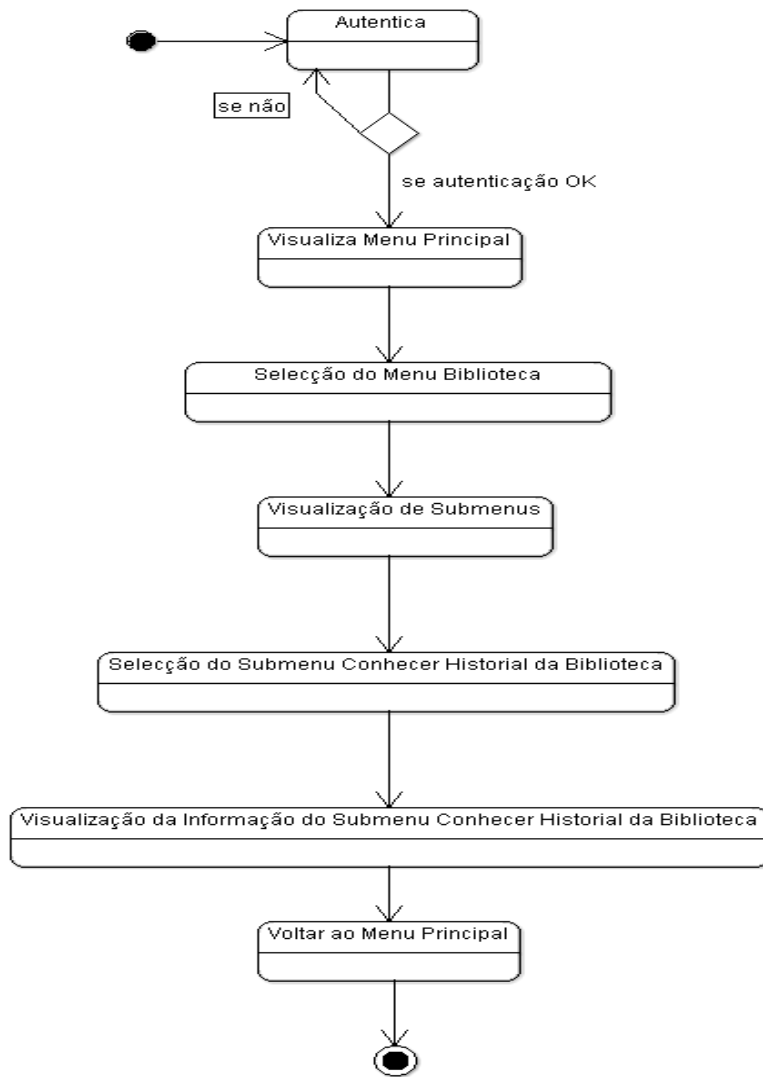 Autentica
se não
se autenticação OK
Visualiza Menu Principal
Selecção do Menu Biblioteca
Visualização de Submenus
Selecção do Submenu Conhecer Historial da Biblioteca
Visualização da Informação do Submenu Conhecer Historial da Biblioteca
Voltar ao Menu Principal